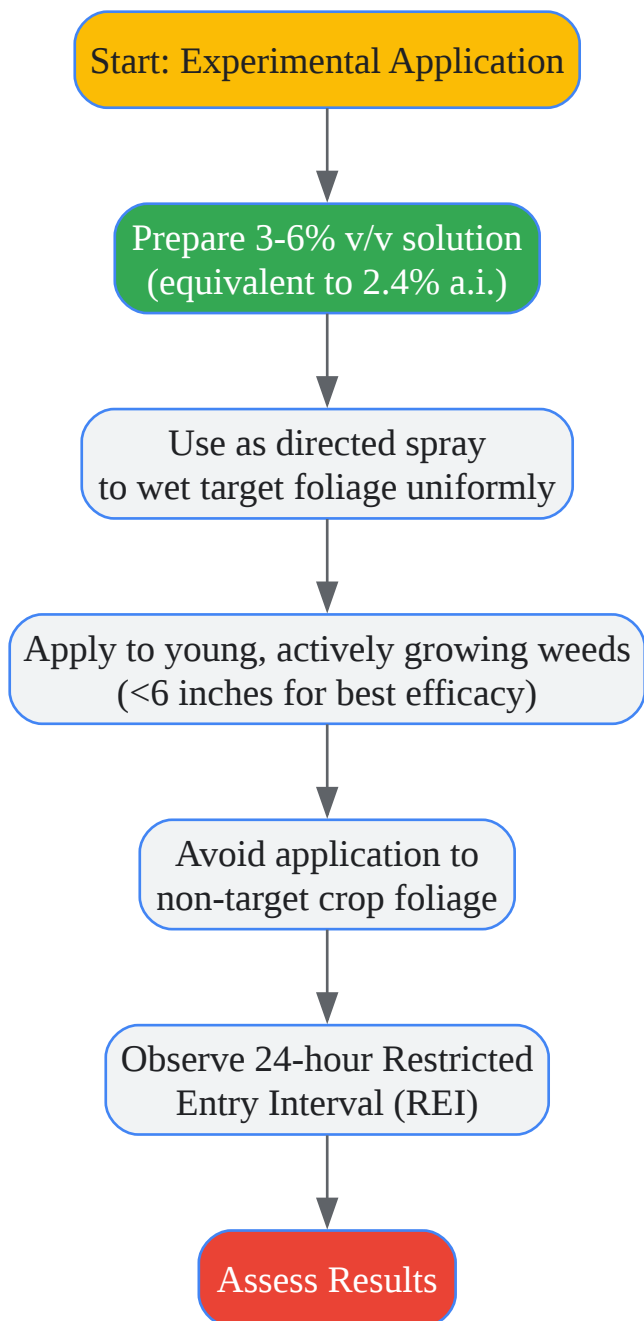 Start: Experimental Application
Prepare 3-6% v/v solution
(equivalent to 2.4% a.i.)
Use as directed spray
to wet target foliage uniformly
Apply to young, actively growing weeds
(<6 inches for best efficacy)
Avoid application to
non-target crop foliage
Observe 24-hour Restricted
Entry Interval (REI)
Assess Results